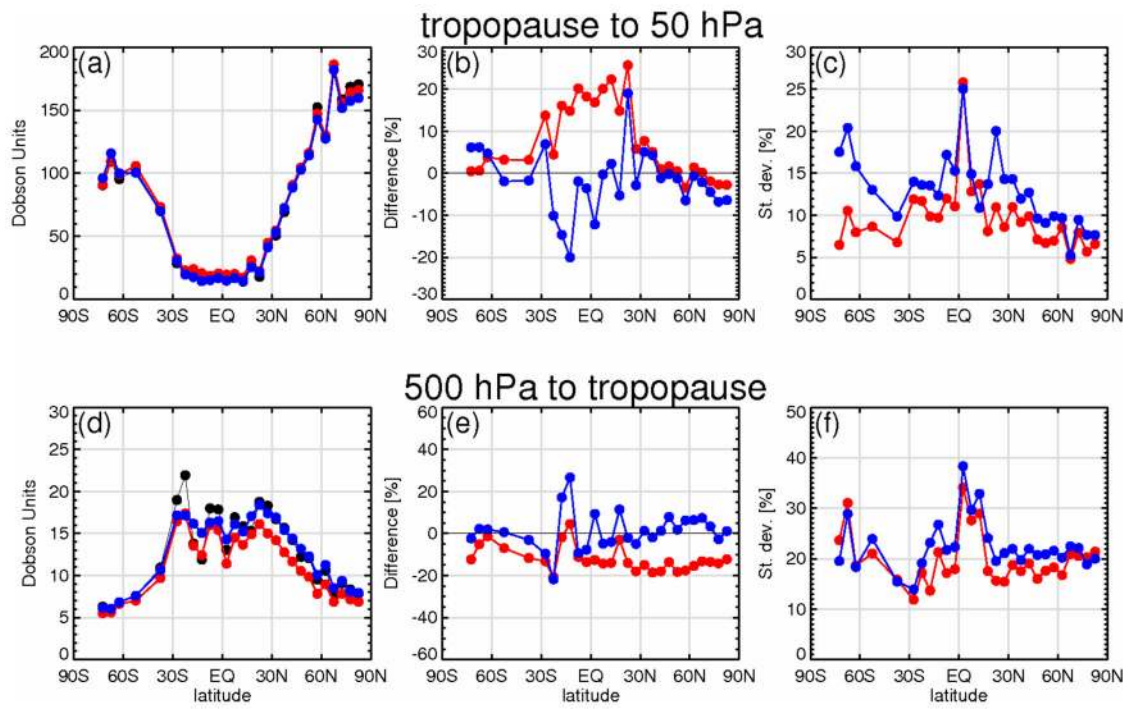 tropopause to 50 hPa
(a)
Dobson Units
200
150
100
50
0
90S 60S 30S EQ 30N 60N 90N
(b)
Difference [%]
30
20
10
0
-10
-20
-30
90S 60S 30S EQ 30N 60N 90N
(c)
St. dev. [%]
30
25
20
15
10
5
0
90S 60S 30S EQ 30N 60N 90N
500 hPa to tropopause
(d)
Dobson Units
30
25
20
15
10
5
0
90S 60S 30S EQ 30N 60N 90N
latitude
(e)
Difference [%]
60
40
20
0
-20
-40
-60
90S 60S 30S EQ 30N 60N 90N
latitude
(f)
St. dev. [%]
50
40
30
20
10
0
90S 60S 30S EQ 30N 60N 90N
latitude